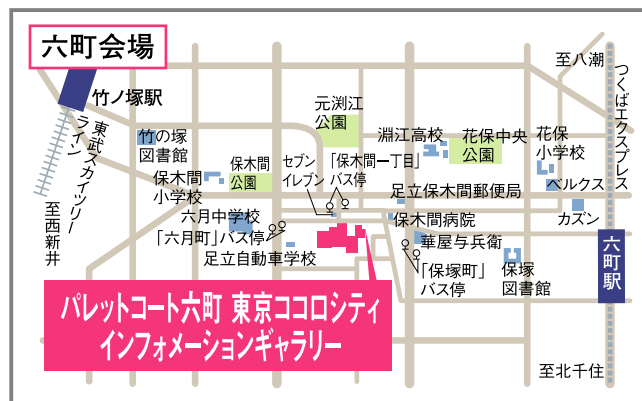 六町会場
竹ノ塚駅
東武スカイツリー
ライン
至西新井
竹の塚
図書館
保木間
小学校
保木間
公園
六月中学校
「六月町」バス停
足立自動車学校
セブン
イレブン
「保木間一丁目」
バス停
元渕江
公園
淵江高校
花保中央
公園
花保
小学校
至八潮
つくばエクスプレス
ベルクス
カズン
足立保木間郵便局
保木間病院
華屋与兵衛
「保塚町」
バス停
保塚
図書館
六町駅
至北千住
パレットコート六町 東京ココロシティ
インフォメーションギャラリー